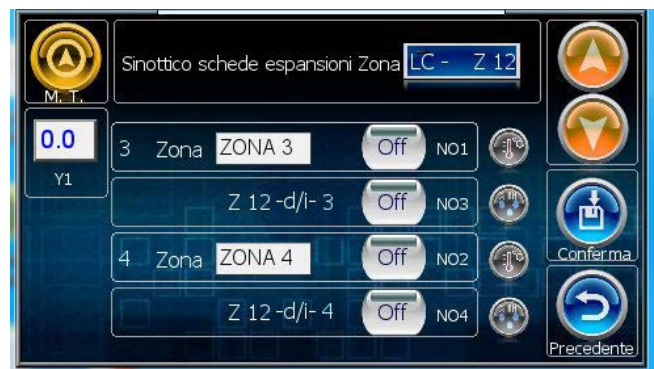 Sinottico schede espansioni Zona LC - Z 12
M. T.
0.0
Y1
3 Zona ZONA 3 Off NO1
Z 12 -d/i- 3 Off NO3
4 Zona ZONA 4 Off NO2
Z 12 -d/i- 4 Off NO4
Conferma
Precedente